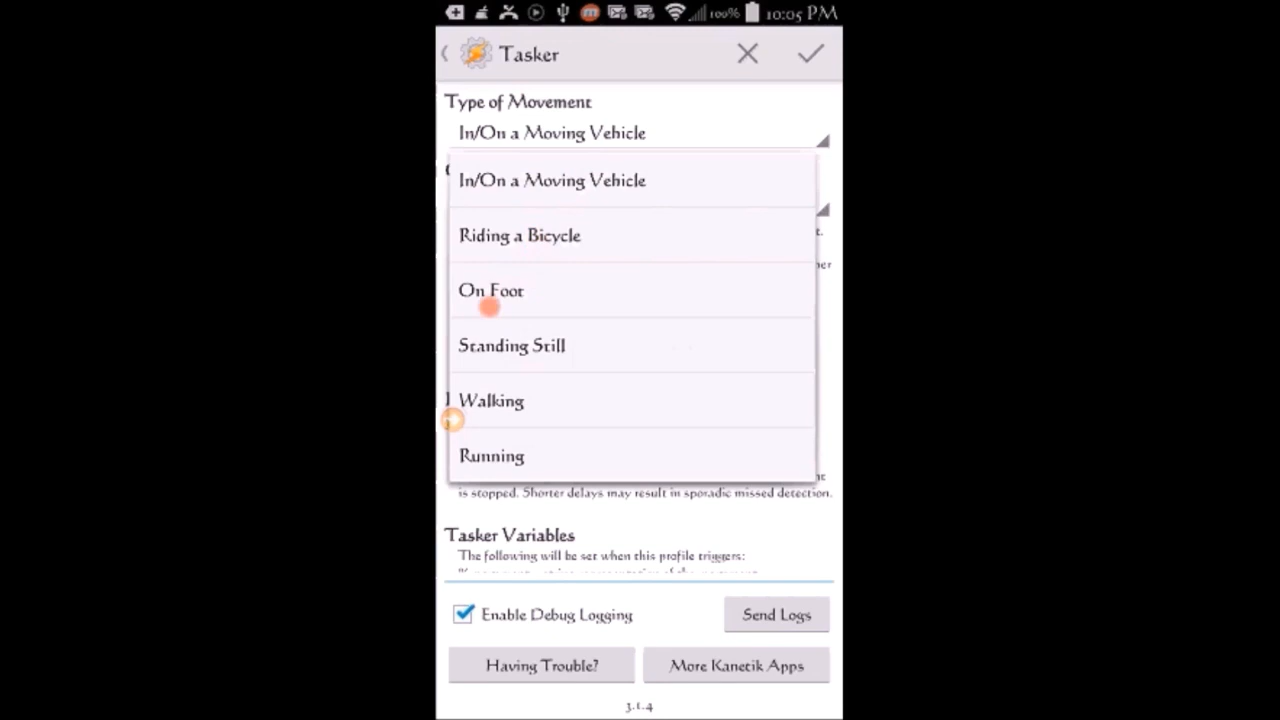 100% 10:05 PM
Tasker
Type of Movement
In/On a Moving Vehicle
In/On a Moving Vehicle
Riding a Bicycle
On Foot
Standing Still
Walking
Running
is stopped. Shorter delays may result in sporadic missed detection.
Tasker Variables
The following will be set when this profile triggers:
Enable Debug Logging
Send Logs
Having Trouble?
More Kanetik Apps
3.1.4